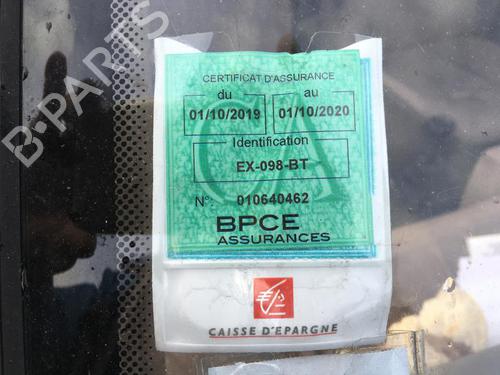 B-PARTS
CERTIFICAT D'ASSURANCE
du au
01/10/2019 01/10/2020
Identification
EX-098-BT
N°: 010640462
BPCE
ASSURANCES
CAISSE D'EPARGNE